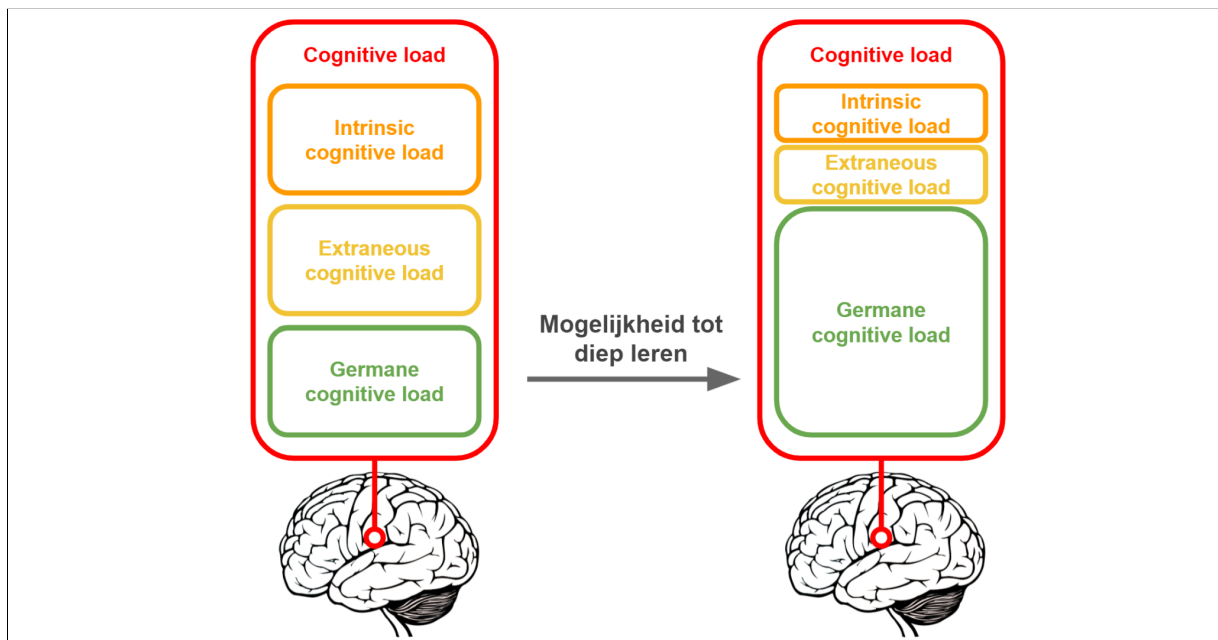 Cognitive load
Intrinsic
cognitive load
Extraneous
cognitive load
Germane
cognitive load
Mogelijkheid tot
diep leren
Cognitive load
Intrinsic
cognitive load
Extraneous
cognitive load
Germane
cognitive load